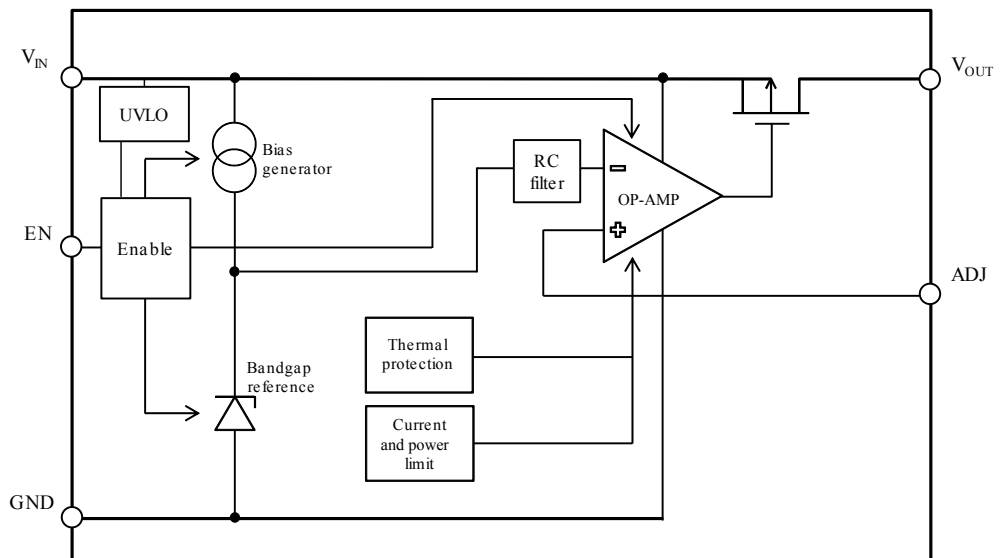 VIN
VOUT
UVLO
Bias
generator
RC
filter
OP-AMP
EN
Enable
ADJ
Thermal
protection
Bandgap
reference
Current
and power
limit
GND